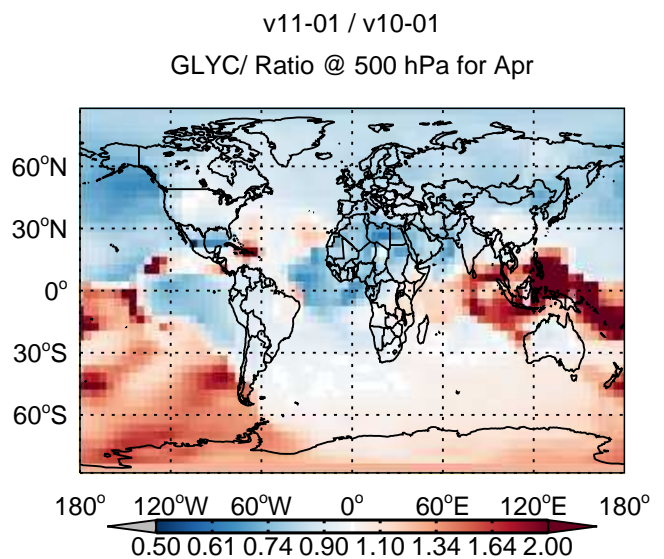 v11-01 / v10-01
GLYC/ Ratio @ 500 hPa for Apr
60°N
30°N
0°
30°S
60°S
180° 120°W 60°W 0° 60°E 120°E 180°
0.50 0.61 0.74 0.90 1.10 1.34 1.64 2.00